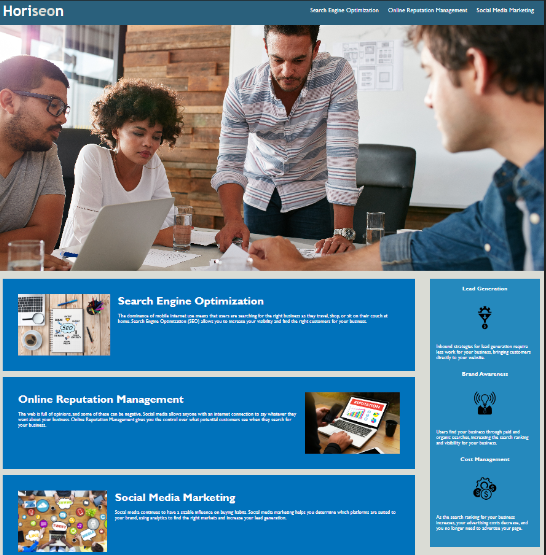 Horiseon
Search Engine Optimization Online Reputation Management Social Media Marketing
Search Engine Optimization
The dominance of mobile internet use means that users are searching for the right business as they travel, shop, or sit on their couch at
home. Search Engine Optimization (SEO) allows you to increase your visibility and find the right customers for your business.
Online Reputation Management
The web is full of opinions, and some of these can be negative. Social media allows anyone with an internet connection to say whatever they
want about your business. Online Reputation Management gives you the control over what potential customers see when they search for
your business.
Social Media Marketing
Social media continues to have a sizable influence on buying habits. Social media marketing helps you determine which platforms are suited to
your brand, using analytics to find the right markets and increase your lead generation.
Lead Generation
Inbound strategies for lead generation require
less work for your business, bringing customers
directly to your website.
Brand Awareness
Users find your business through paid and
organic searches, increasing the search ranking
and visibility for your business.
Cost Management
As the search ranking for your business
increases, your advertising costs decrease, and
you no longer need to advertise your page.
SEO